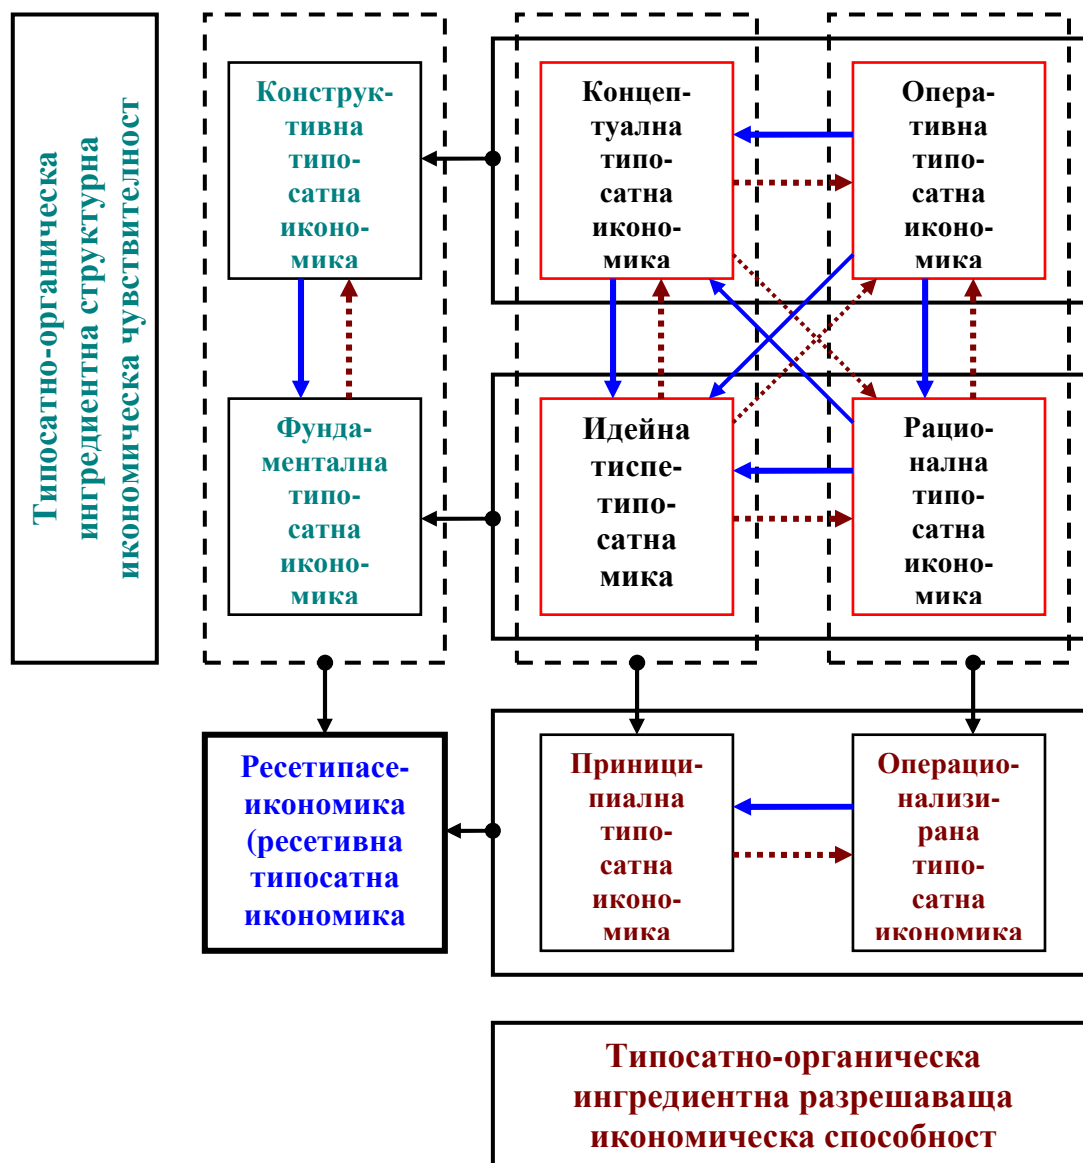 Типосатно-органическа
ингредиентна структурна
икономическа чувствителност
Конструк-
тивна
типо-
сатна
иконо-
мика
Концеп-
туална
типо-
сатна
иконо-
мика
Опера-
тивна
типо-
сатна
иконо-
мика
Фунда-
ментална
типо-
сатна
иконо-
мика
Идейна
тиспе-
типо-
сатна
мика
Рацио-
нална
типо-
сатна
иконо-
мика
Ресетипасе-
икономика
(ресетивна
типосатна
икономика
Приници-
пиална
типо-
сатна
иконо-
мика
Операцио-
нализи-
рана
типо-
сатна
икономика
Типосатно-органическа
ингредиентна разрешаваща
икономическа способност